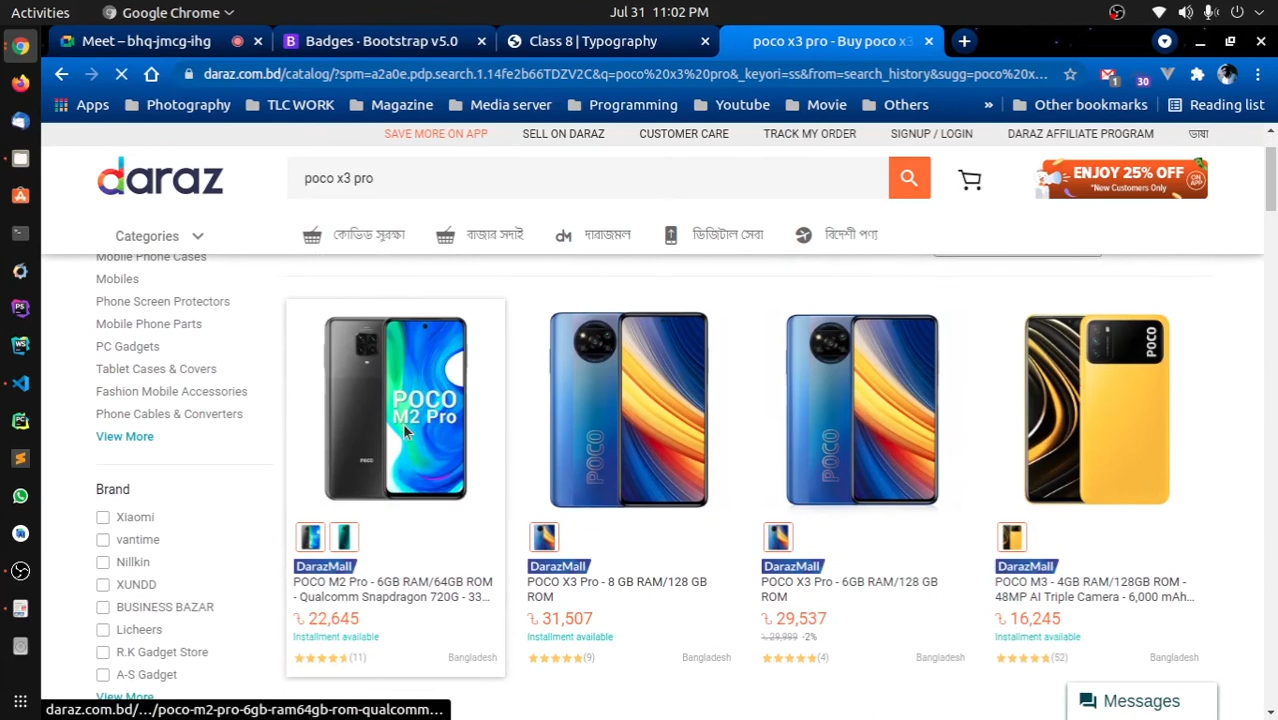 Activities
Google Chrome
Jul 31 11:02 PM
Meet – bhq-jmcg-ihg
Badges · Bootstrap v5.0
Class 8 | Typography
poco x3 pro - Buy poco x3
daraz.com.bd/catalog/?spm=a2a0e.pdp.search.1.14fe2b66TDZV2C&q=poco%20x3%20pro&_keyori=ss&from=search_history&sugg=poco%20x...
1
30
Apps
Photography
TLC WORK
Magazine
Media server
Programming
Youtube
Movie
Others
»
Other bookmarks
Reading list
SAVE MORE ON APP
SELL ON DARAZ
CUSTOMER CARE
TRACK MY ORDER
SIGNUP / LOGIN
DARAZ AFFILIATE PROGRAM
ভাষা
daraz
poco x3 pro
ENJOY 25% OFF
*New Customers Only
ON APP
Categories
কোভিড সুরক্ষা
বাজার সদাই
dm
দারাজমল
ডিজিটাল সেবা
বিদেশী পণ্য
Mobile Phone Cases
Mobiles
Phone Screen Protectors
Mobile Phone Parts
PC Gadgets
Tablet Cases & Covers
Fashion Mobile Accessories
Phone Cables & Converters
View More
Brand
Xiaomi
vantime
Nillkin
XUNDD
BUSINESS BAZAR
Licheers
R.K Gadget Store
A-S Gadget
View More
POCO
M2 Pro
POCO
DarazMall
POCO M2 Pro - 6GB RAM/64GB ROM
- Qualcomm Snapdragon 720G - 33...
৳ 22,645
Installment available
(11)
Bangladesh
POCO
DarazMall
POCO X3 Pro - 8 GB RAM/128 GB
ROM
৳ 31,507
Installment available
(9)
Bangladesh
POCO
DarazMall
POCO X3 Pro - 6GB RAM/128 GB
ROM
৳ 29,537
৳ 29,999 -2%
(4)
Bangladesh
POCO
DarazMall
POCO M3 - 4GB RAM/128GB ROM -
48MP AI Triple Camera - 6,000 mAh...
৳ 16,245
Installment available
(52)
Bangladesh
Messages
daraz.com.bd/.../poco-m2-pro-6gb-ram64gb-rom-qualcomm...